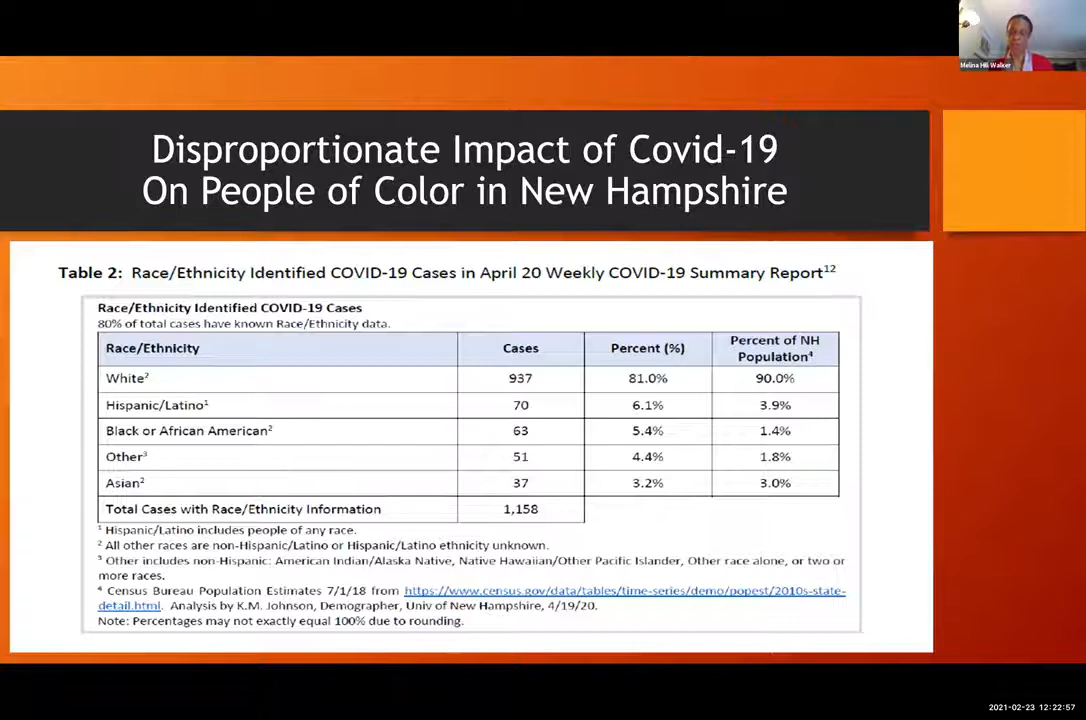 Melina Hill Walker
Disproportionate Impact of Covid-19
On People of Color in New Hampshire
Table 2: Race/Ethnicity Identified COVID-19 Cases in April 20 Weekly COVID-19 Summary Report12
Race/Ethnicity Identified COVID-19 Cases
80% of total cases have known Race/Ethnicity data.
Race/Ethnicity Cases Percent (%) Percent of NH
Population4
White2 937 81.0% 90.0%
Hispanic/Latino1 70 6.1% 3.9%
Black or African American2 63 5.4% 1.4%
Other3 51 4.4% 1.8%
Asian2 37 3.2% 3.0%
Total Cases with Race/Ethnicity Information 1,158
1 Hispanic/Latino includes people of any race.
2 All other races are non-Hispanic/Latino or Hispanic/Latino ethnicity unknown.
3 Other includes non-Hispanic: American Indian/Alaska Native, Native Hawaiian/Other Pacific Islander, Other race alone, or two or
more races.
4 Census Bureau Population Estimates 7/1/18 from https://www.census.gov/data/tables/time-series/demo/popest/2010s-state-
detail.html. Analysis by K.M. Johnson, Demographer, Univ of New Hampshire, 4/19/20.
Note: Percentages may not exactly equal 100% due to rounding.
2021-02-23 12:22:57